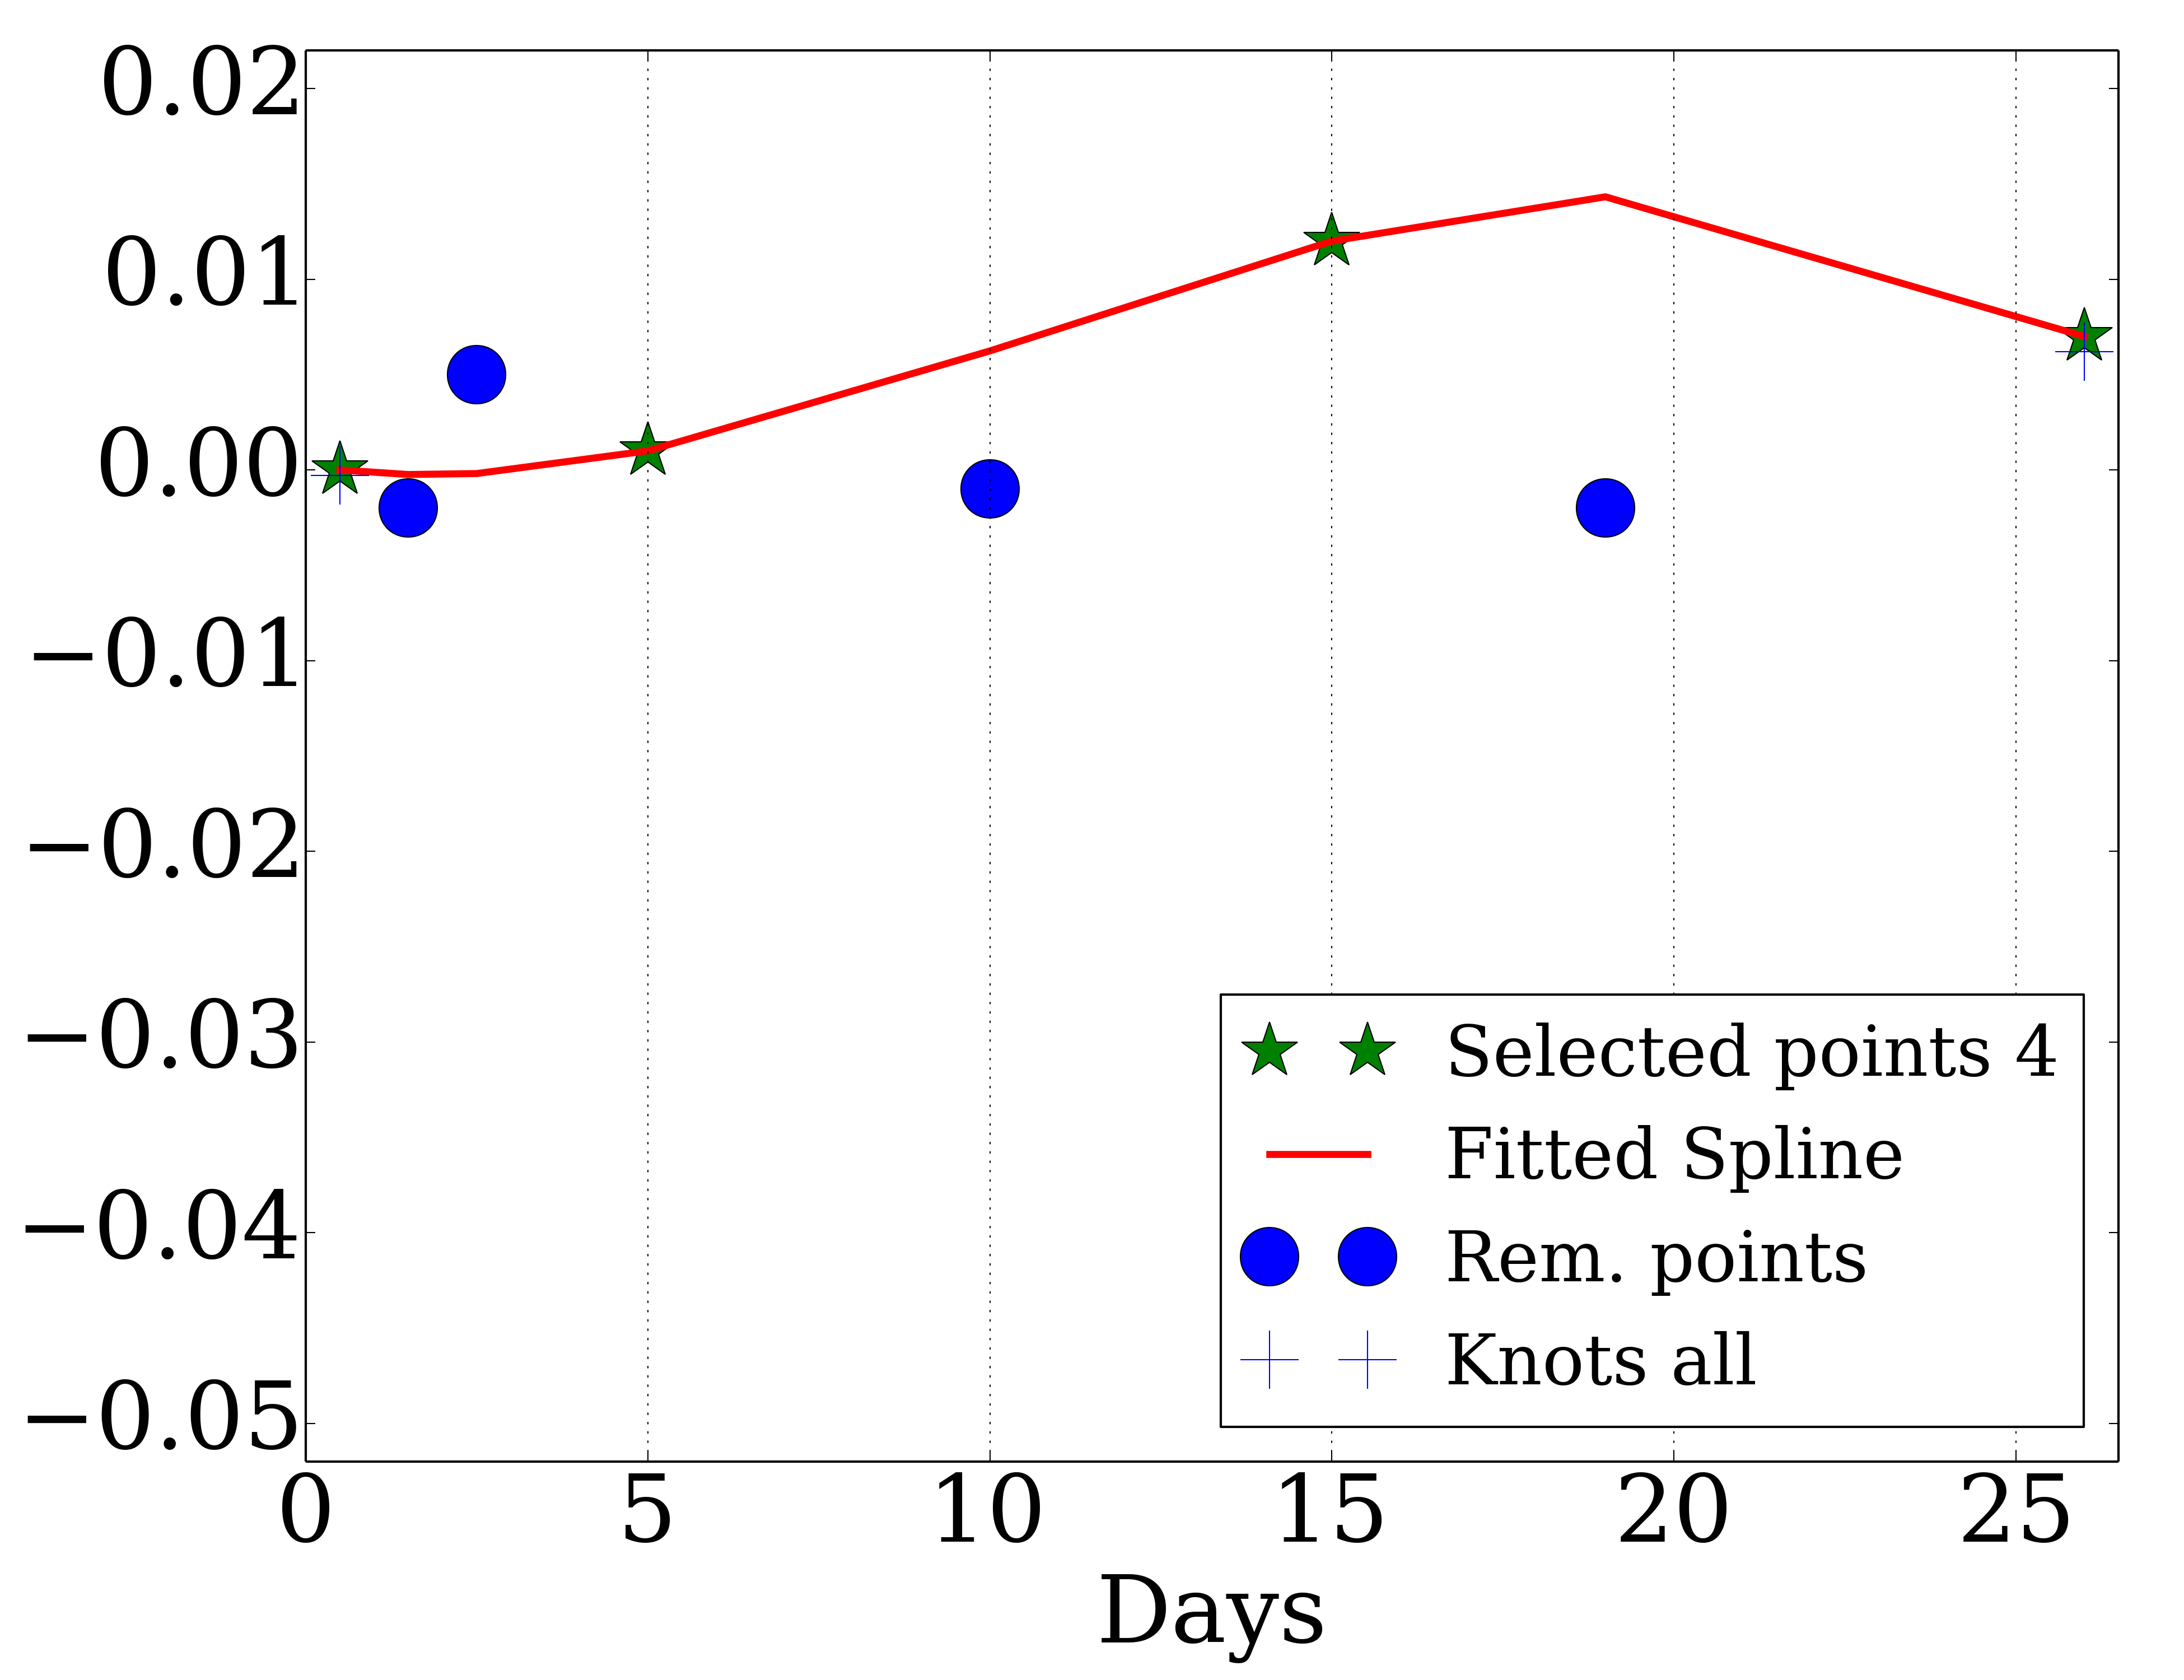 0.02
0.01
0.00
−0.01
−0.02
−0.03
−0.04
−0.05
0 5 10 15 20 25
Days
Selected points 4
Fitted Spline
Rem. points
Knots all